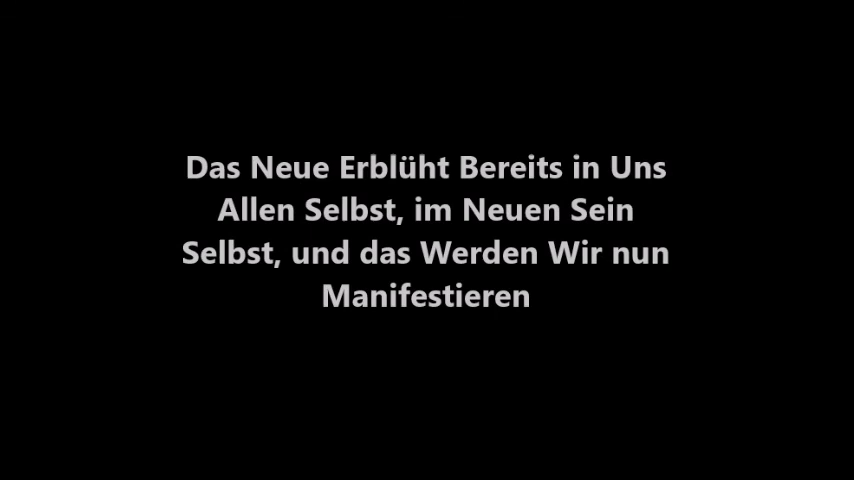 Das Neue Erblüht Bereits in Uns
Allen Selbst, im Neuen Sein
Selbst, und das Werden Wir nun
Manifestieren